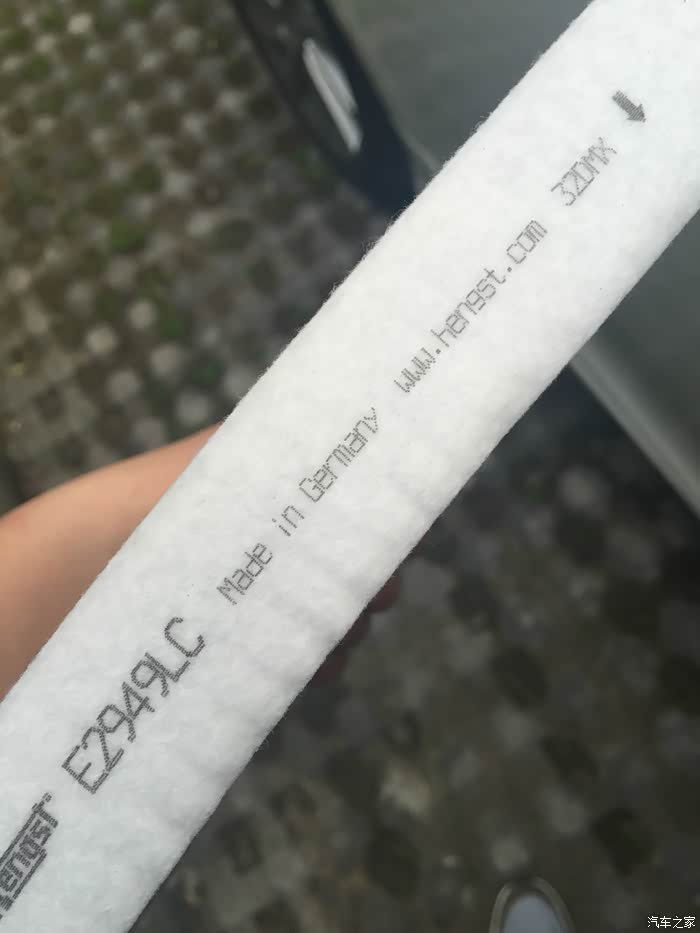 hengst E2949LC Made in Germany www.hengst.com 32DMX
汽车之家